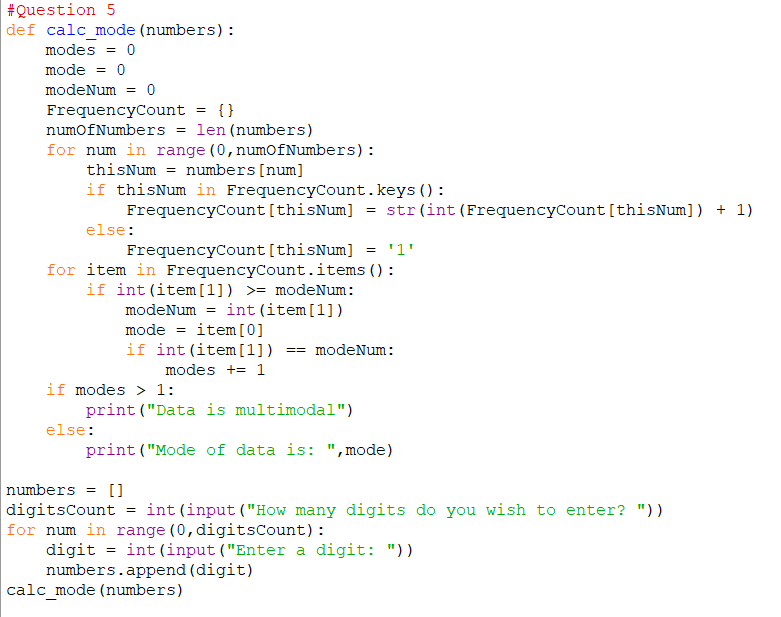 #Question 5
def calc_mode(numbers):
    modes = 0
    mode = 0
    modeNum = 0
    FrequencyCount = {}
    numOfNumbers = len(numbers)
    for num in range(0,numOfNumbers):
        thisNum = numbers[num]
        if thisNum in FrequencyCount.keys():
            FrequencyCount[thisNum] = str(int(FrequencyCount[thisNum]) + 1)
        else:
            FrequencyCount[thisNum] = '1'
    for item in FrequencyCount.items():
        if int(item[1]) >= modeNum:
            modeNum = int(item[1])
            mode = item[0]
            if int(item[1]) == modeNum:
                modes += 1
    if modes > 1:
        print("Data is multimodal")
    else:
        print("Mode of data is: ",mode)

numbers = []
digitsCount = int(input("How many digits do you wish to enter? "))
for num in range(0,digitsCount):
    digit = int(input("Enter a digit: "))
    numbers.append(digit)
calc_mode(numbers)